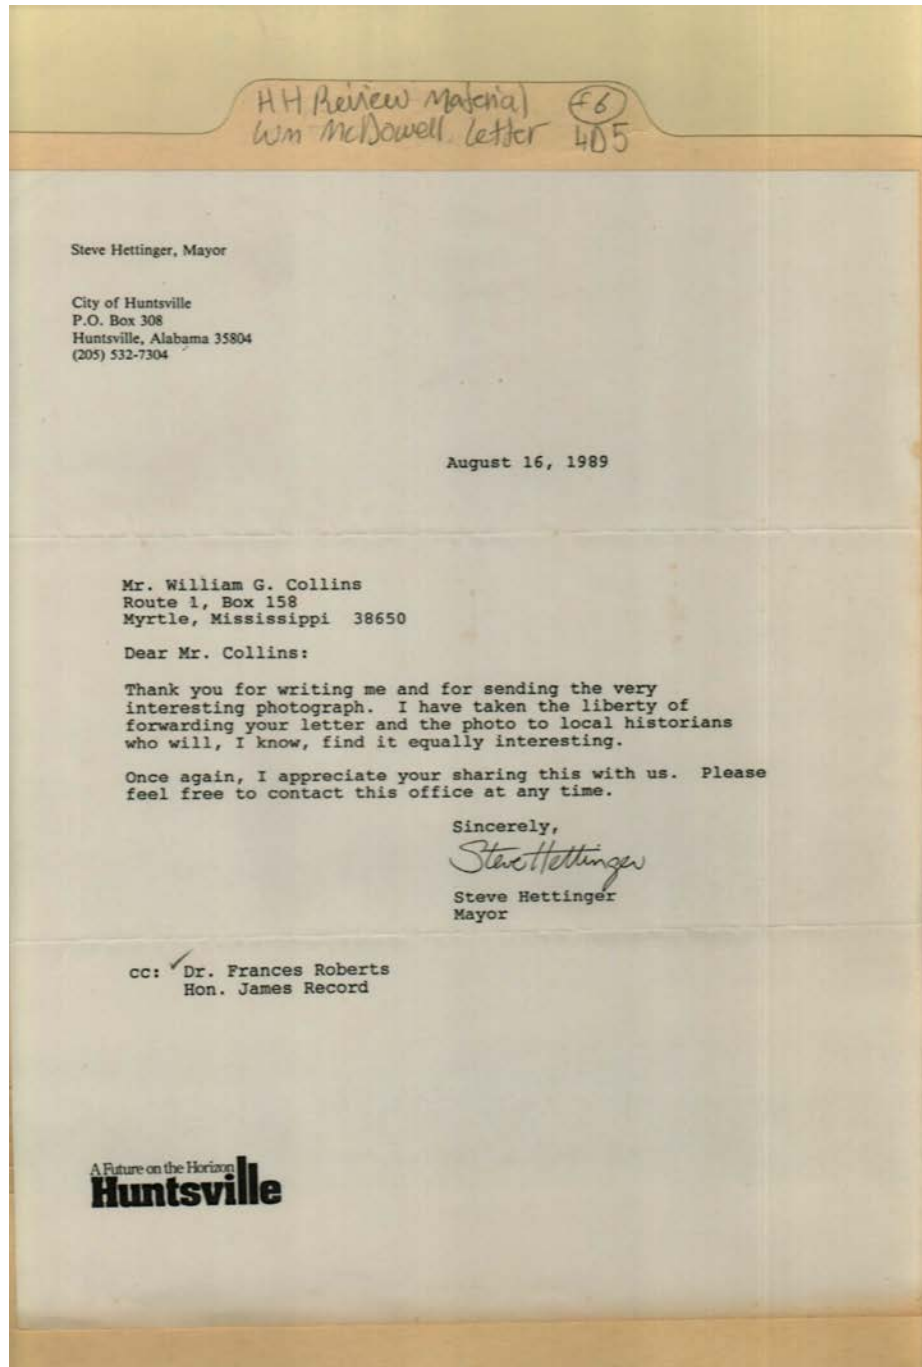 HH Review Material f6
Wm McDowell Letter 4D5
Steve Hettinger, Mayor
City of Huntsville
P.O. Box 308
Huntsville, Alabama 35804
(205) 532-7304
August 16, 1989
Mr. William G. Collins
Route 1, Box 158
Myrtle, Mississippi 38650
Dear Mr. Collins:
Thank you for writing me and for sending the very
interesting photograph. I have taken the liberty of
forwarding your letter and the photo to local historians
who will, I know, find it equally interesting.
Once again, I appreciate your sharing this with us. Please
feel free to contact this office at any time.
Sincerely,
Steve Hettinger
Steve Hettinger
Mayor
cc: ✓Dr. Frances Roberts
Hon. James Record
A Future on the Horizon
Huntsville